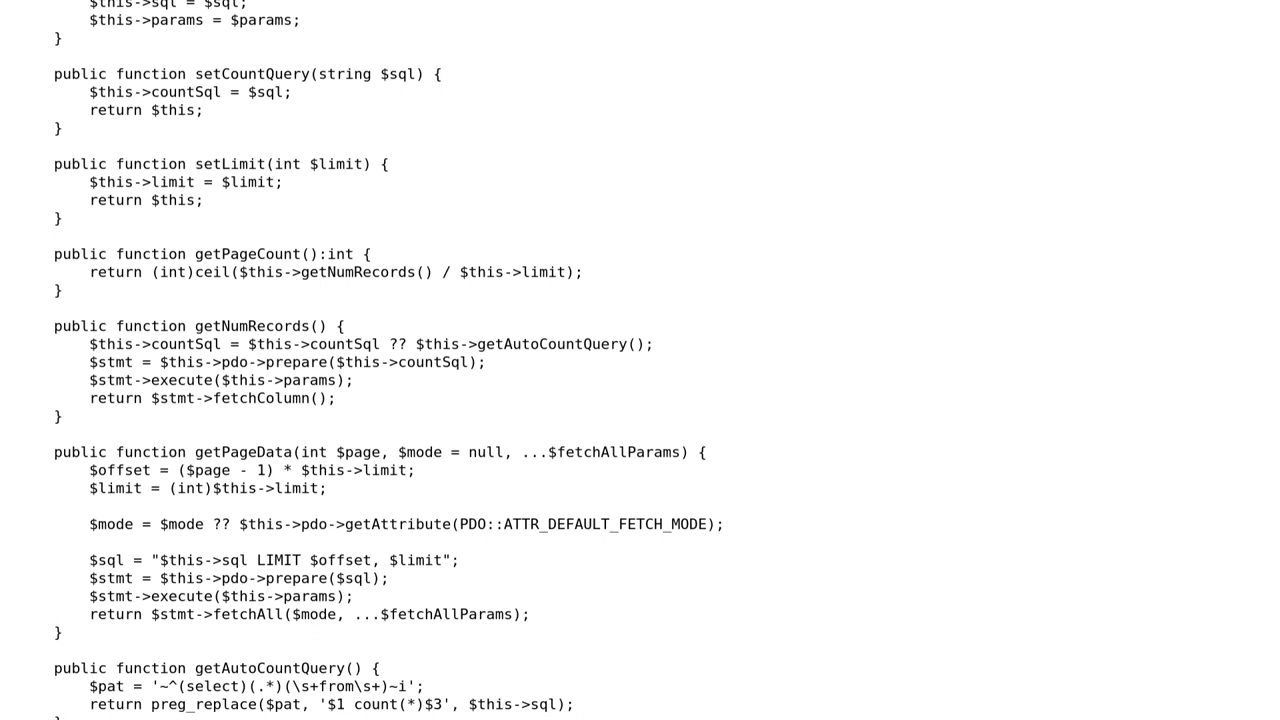 $this->sql = $sql;
$this->params = $params;
}
public function setCountQuery(string $sql) {
$this->countSql = $sql;
return $this;
}
public function setLimit(int $limit) {
$this->limit = $limit;
return $this;
}
public function getPageCount():int {
return (int)ceil($this->getNumRecords() / $this->limit);
}
public function getNumRecords() {
$this->countSql = $this->countSql ?? $this->getAutoCountQuery();
$stmt = $this->pdo->prepare($this->countSql);
$stmt->execute($this->params);
return $stmt->fetchColumn();
}
public function getPageData(int $page, $mode = null, ...$fetchAllParams) {
$offset = ($page - 1) * $this->limit;
$limit = (int)$this->limit;
$mode = $mode ?? $this->pdo->getAttribute(PDO::ATTR_DEFAULT_FETCH_MODE);
$sql = "$this->sql LIMIT $offset, $limit";
$stmt = $this->pdo->prepare($sql);
$stmt->execute($this->params);
return $stmt->fetchAll($mode, ...$fetchAllParams);
}
public function getAutoCountQuery() {
$pat = '~^(select)(.*)(\s+from\s+)~i';
return preg_replace($pat, '$1 count(*)$3', $this->sql);
}